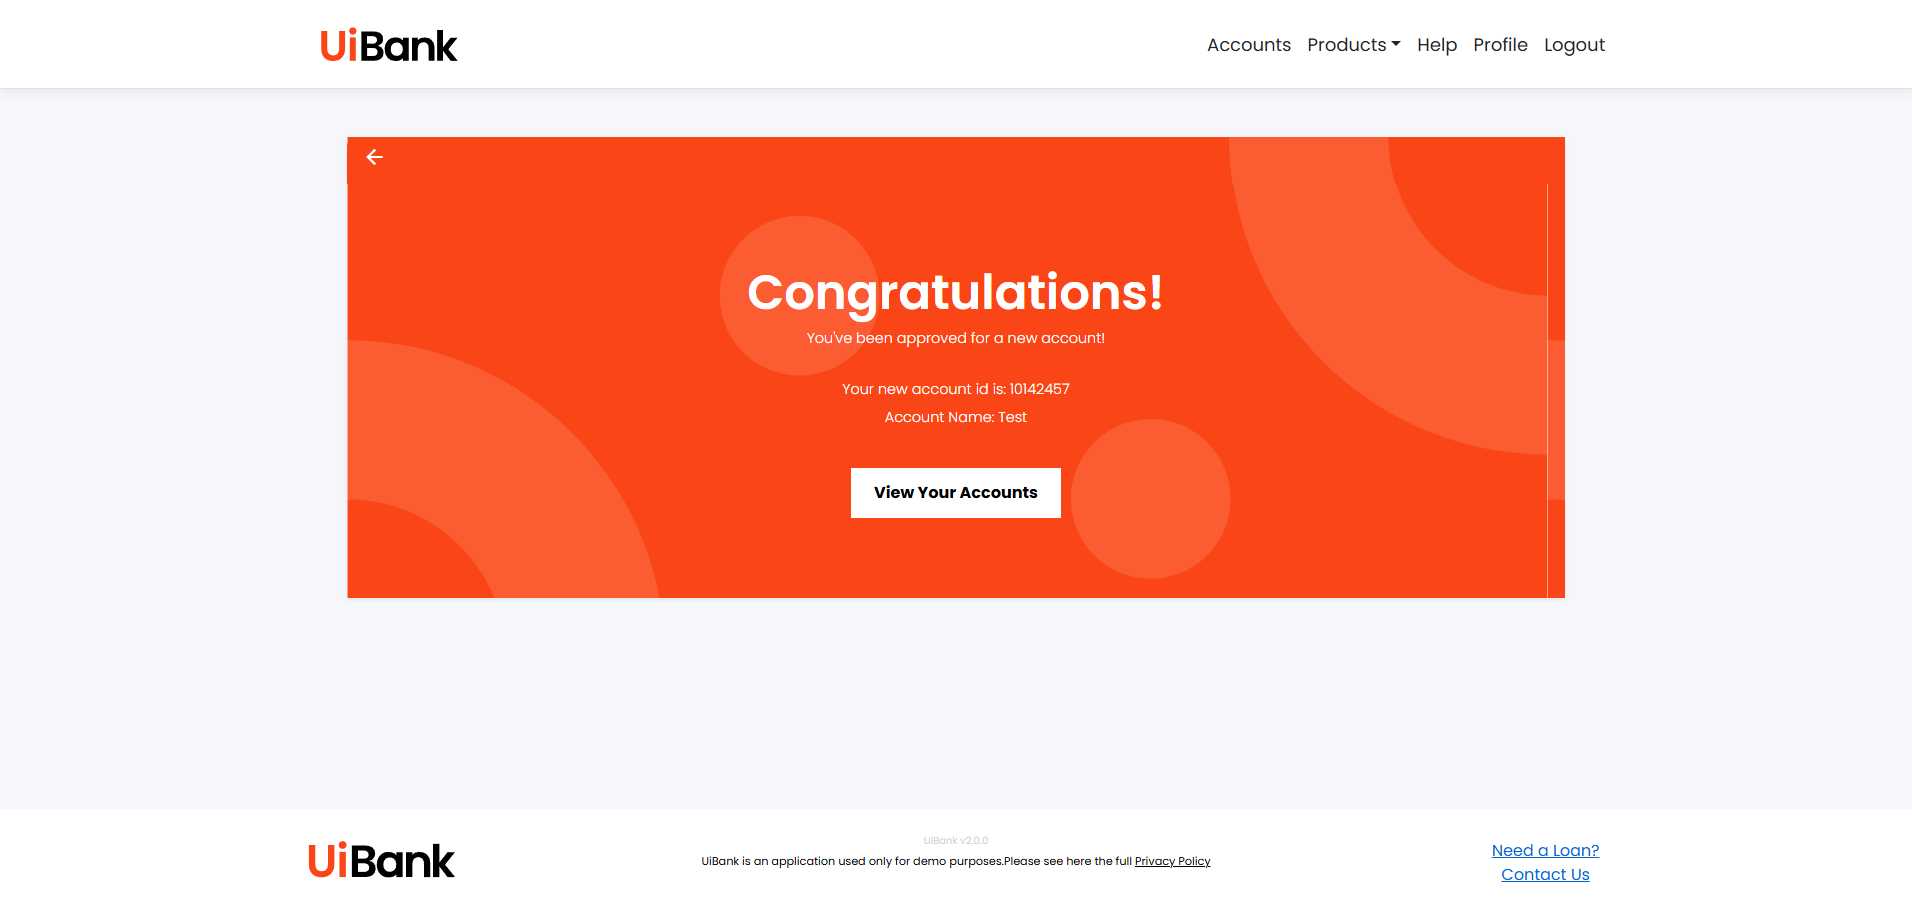 UiBank
Accounts Products Help Profile Logout
Congratulations!
You've been approved for a new account!
Your new account id is: 10142457
Account Name: Test
View Your Accounts
UiBank
UiBank v2.0.0
UiBank is an application used only for demo purposes.Please see here the full Privacy Policy
Need a Loan?
Contact Us